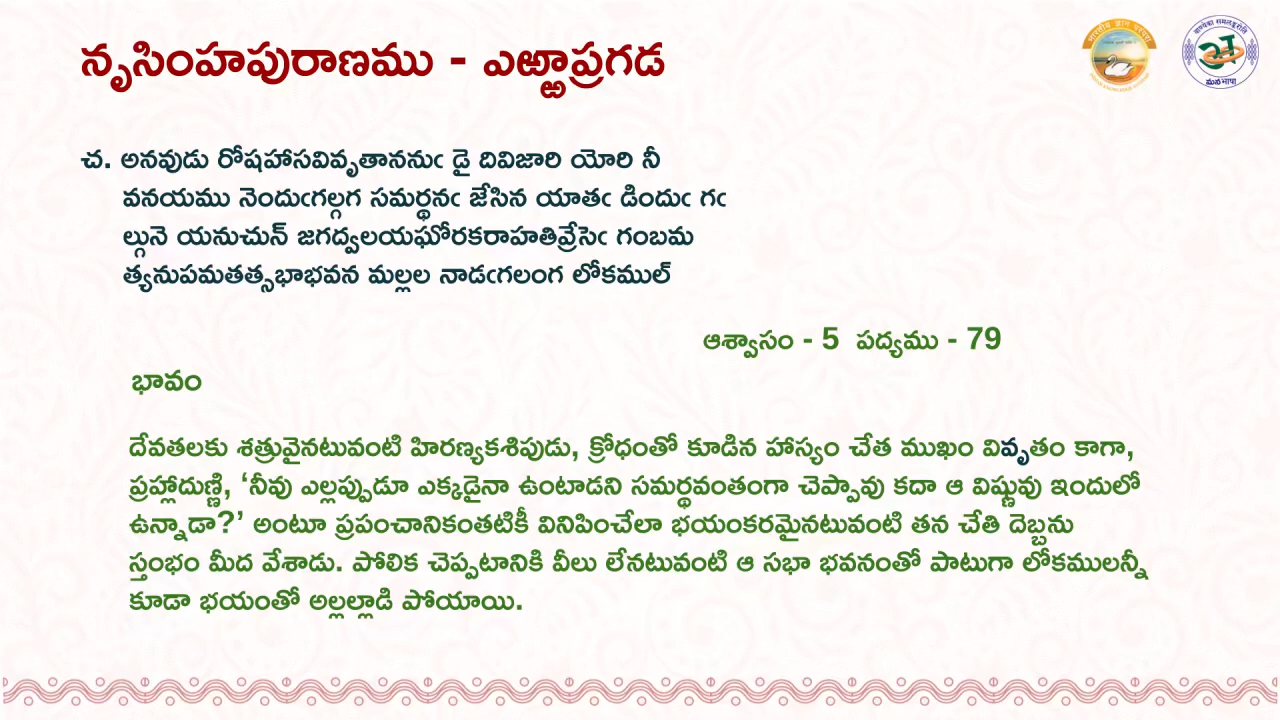 నృసింహపురాణము - ఎఱ్ఱాప్రగడ
చ. అనవుడు రోషహాసవివృతాననుఁ డై దివిజారి యోరి నీ
వనయము నెందుఁగల్గగ సమర్థనఁ జేసిన యాతఁ డిందుఁ గఁ
ల్గునె యనుచున్ జగద్వలయఘోరకరాహతివ్రేసెఁ గంబమ
త్యనుపమతత్సభాభవన మల్లల నాడఁగలంగ లోకముల్
ఆశ్వాసం - 5 పద్యము - 79
భావం
దేవతలకు శత్రువైనటువంటి హిరణ్యకశిపుడు, క్రోధంతో కూడిన హాస్యం చేత ముఖం వివృతం కాగా,
ప్రహ్లాదుణ్ణి, ‘నీవు ఎల్లప్పుడూ ఎక్కడైనా ఉంటాడని సమర్థవంతంగా చెప్పావు కదా ఆ విష్ణువు ఇందులో
ఉన్నాడా?’ అంటూ ప్రపంచానికంతటికీ వినిపించేలా భయంకరమైనటువంటి తన చేతి దెబ్బను
స్తంభం మీద వేశాడు. పోలిక చెప్పటానికి వీలు లేనటువంటి ఆ సభా భవనంతో పాటుగా లోకములన్నీ
కూడా భయంతో అల్లల్లాడి పోయాయి.